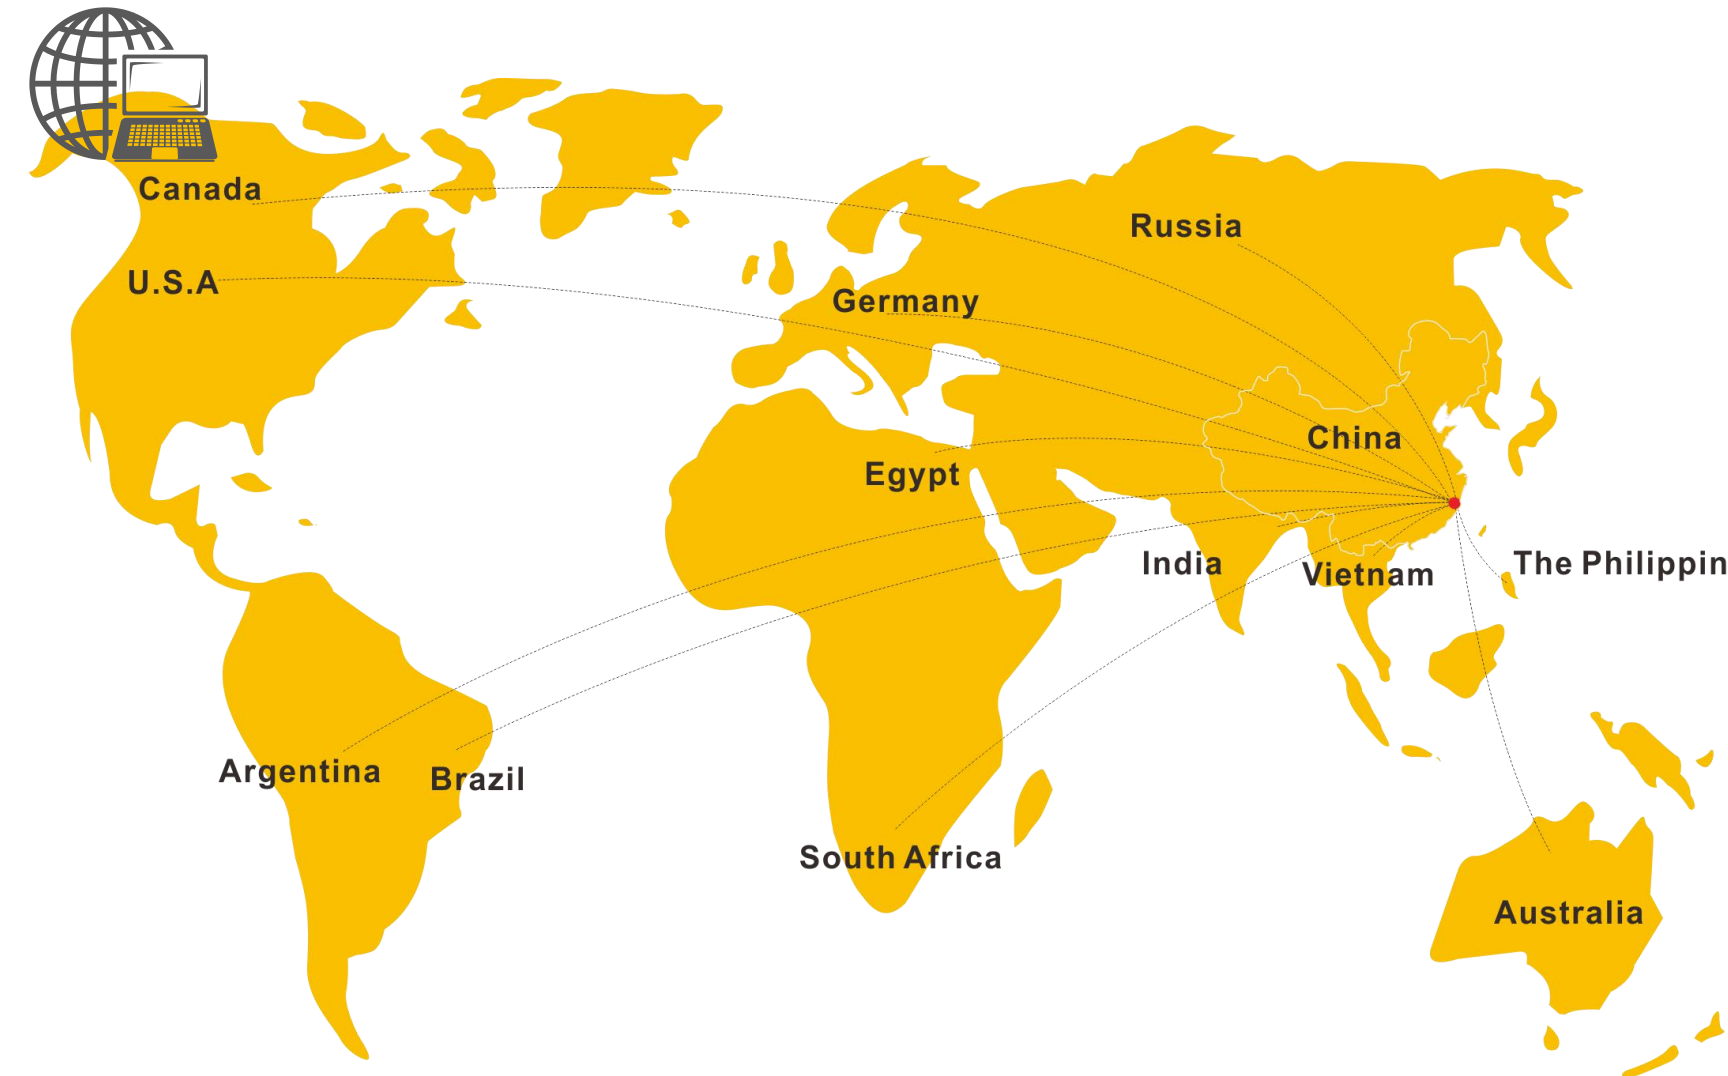 Canada
Russia
U.S.A
Germany
China
Egypt
India
Vietnam
The Philippin
Argentina
Brazil
South Africa
Australia